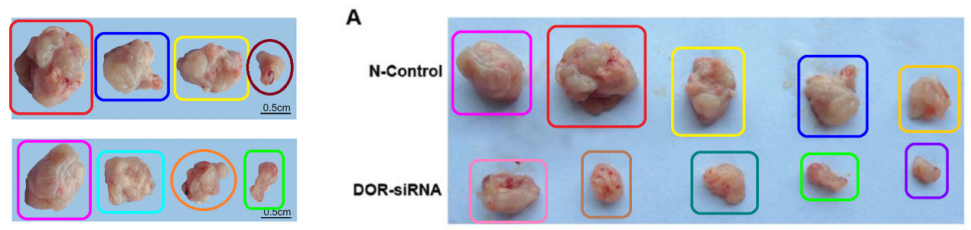 A
N-Control
0.5cm
DOR-siRNA
0.5cm